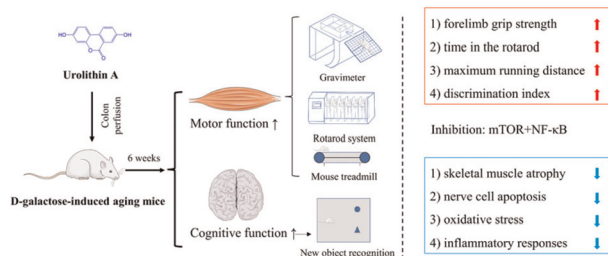 HO
OH
O
O
Urolithin A
Colon
perfusion
6 weeks
D-galactose-induced aging mice
Motor function ↑
Cognitive function ↑
Gravimeter
Rotarod system
Mouse treadmill
New object recognition
1) forelimb grip strength ↑
2) time in the rotarod ↑
3) maximum running distance ↑
4) discrimination index ↑
Inhibition: mTOR+NF-κB
1) skeletal muscle atrophy ↓
2) nerve cell apoptosis ↓
3) oxidative stress ↓
4) inflammatory responses ↓